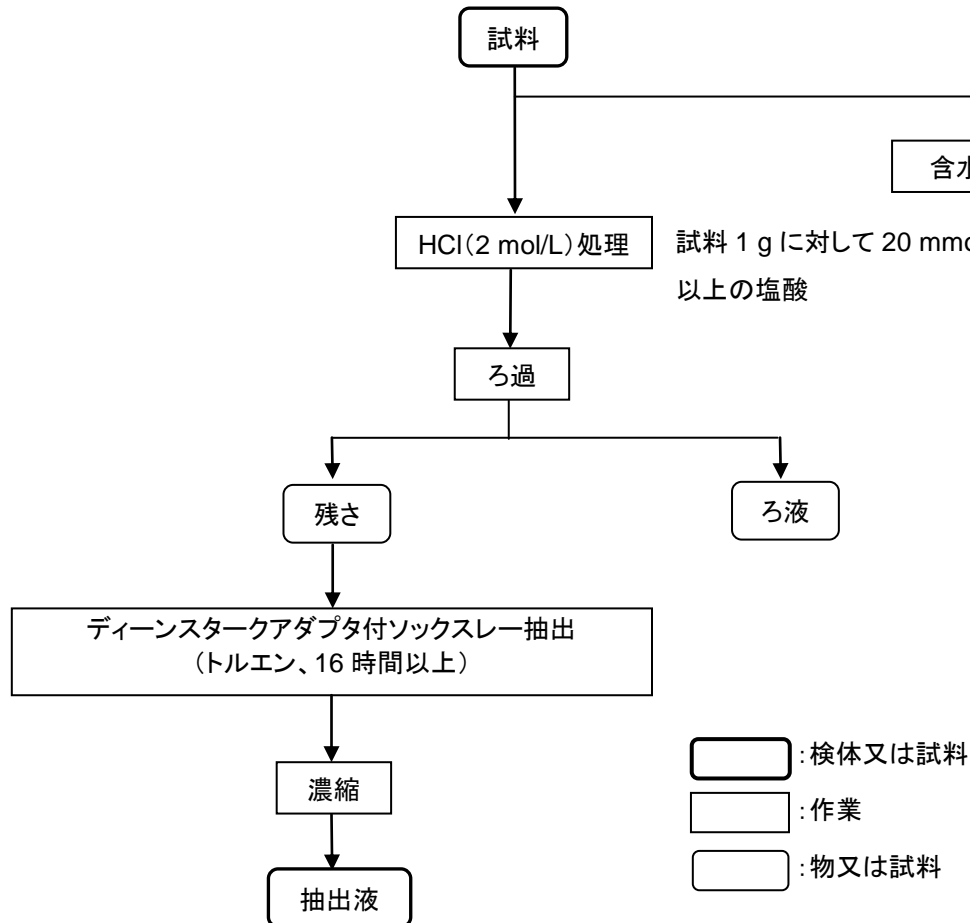 試料
含水
HCl(2 mol/L)処理
試料 1 g に対して 20 mmo
以上の塩酸
ろ過
残さ
ろ液
ディーンスタークアダプタ付ソックスレー抽出
(トルエン、16 時間以上)
濃縮
抽出液
:検体又は試料
:作業
:物又は試料